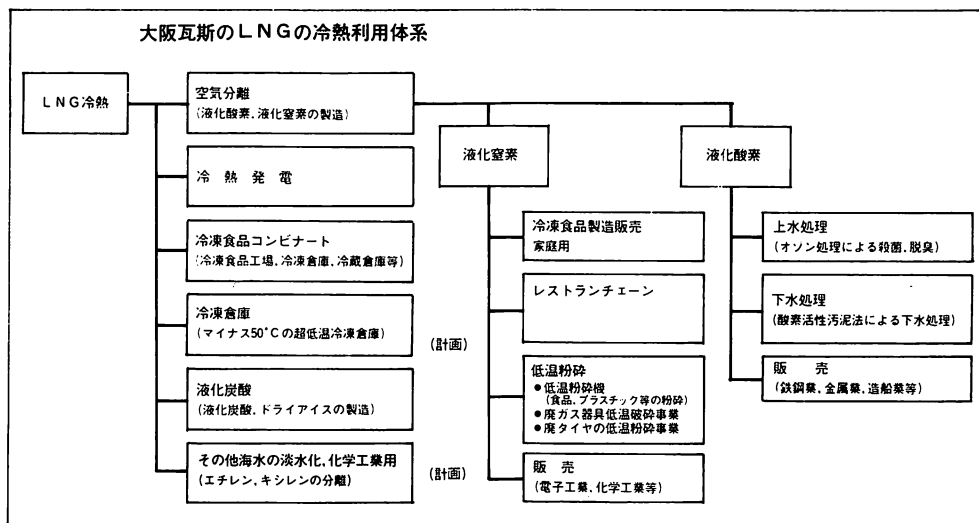 大阪瓦斯のLNGの冷熱利用体系
LNG冷熱
空気分離
(液化酸素,液化窒素の製造)
冷熱発電
冷凍食品コンビナート
(冷凍食品工場,冷凍倉庫,冷蔵倉庫等)
冷凍倉庫
(マイナス50°Cの超低温冷凍倉庫)
(計画)
液化炭酸
(液化炭酸,ドライアイスの製造)
その他海水の淡水化,化学工業用
(エチレン,キシレンの分離)
(計画)
液化窒素
冷凍食品製造販売
家庭用
レストランチェーン
低温粉砕
●低温粉砕機
(食品,プラスチック等の粉砕)
●廃ガス器具低温破砕事業
●廃タイヤの低温粉砕事業
販売
(電子工業,化学工業等)
液化酸素
上水処理
(オソン処理による殺菌,脱臭)
下水処理
(酸素活性汚泥法による下水処理)
販売
(鉄鋼業,金属業,造船業等)